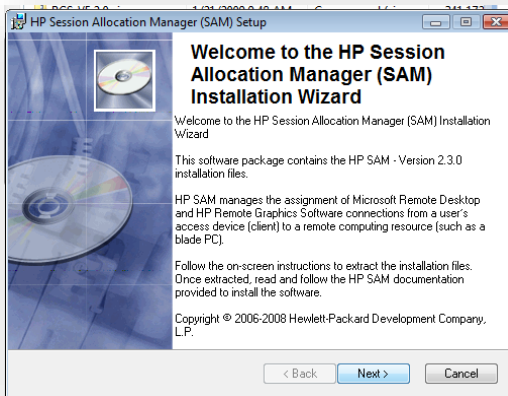 HP Session Allocation Manager (SAM) Setup
Welcome to the HP Session
Allocation Manager (SAM)
Installation Wizard
Welcome to the HP Session Allocation Manager (SAM) Installation
Wizard
This software package contains the HP SAM - Version 2.3.0
installation files.
HP SAM manages the assignment of Microsoft Remote Desktop
and HP Remote Graphics Software connections from a user's
access device (client) to a remote computing resource (such as a
blade PC).
Follow the on-screen instructions to extract the installation files.
Once extracted, read and follow the HP SAM documentation
provided to install the software.
Copyright © 2006-2008 Hewlett-Packard Development Company,
L.P.
< Back Next > Cancel